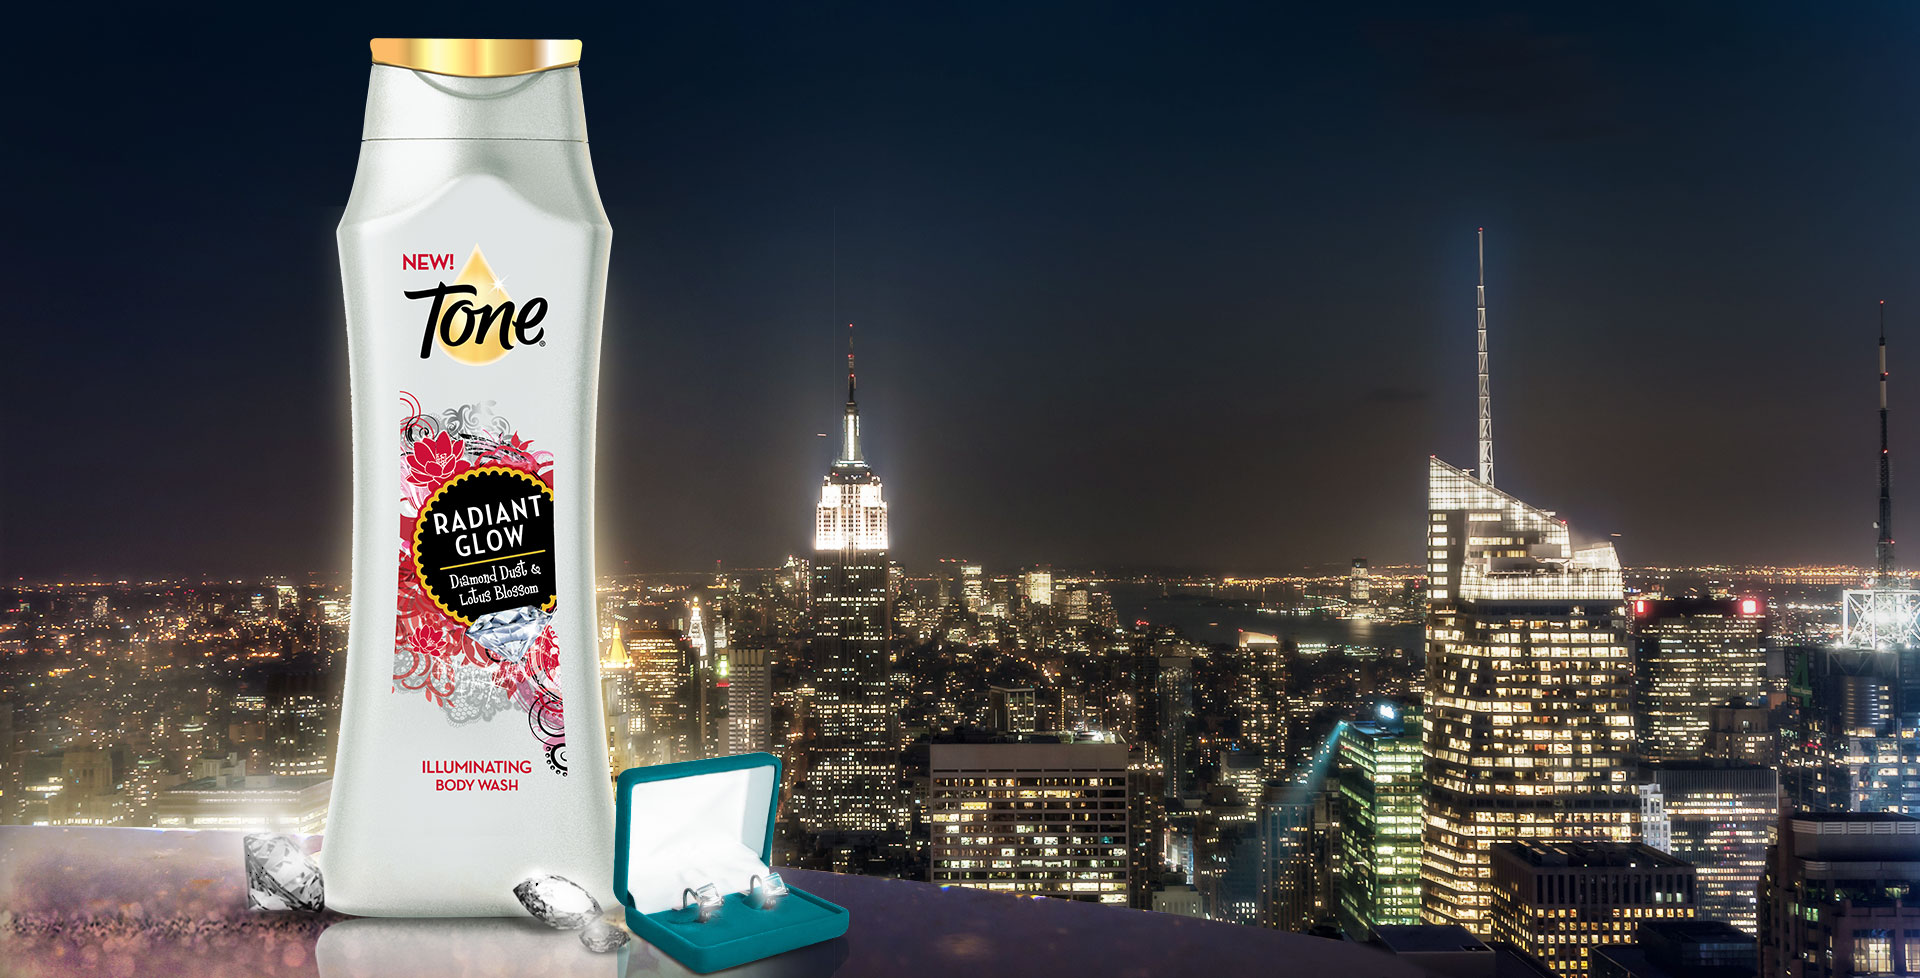 NEW!
Tone®
RADIANT
GLOW
Diamond Dust &
Lotus Blossom
ILLUMINATING
BODY WASH